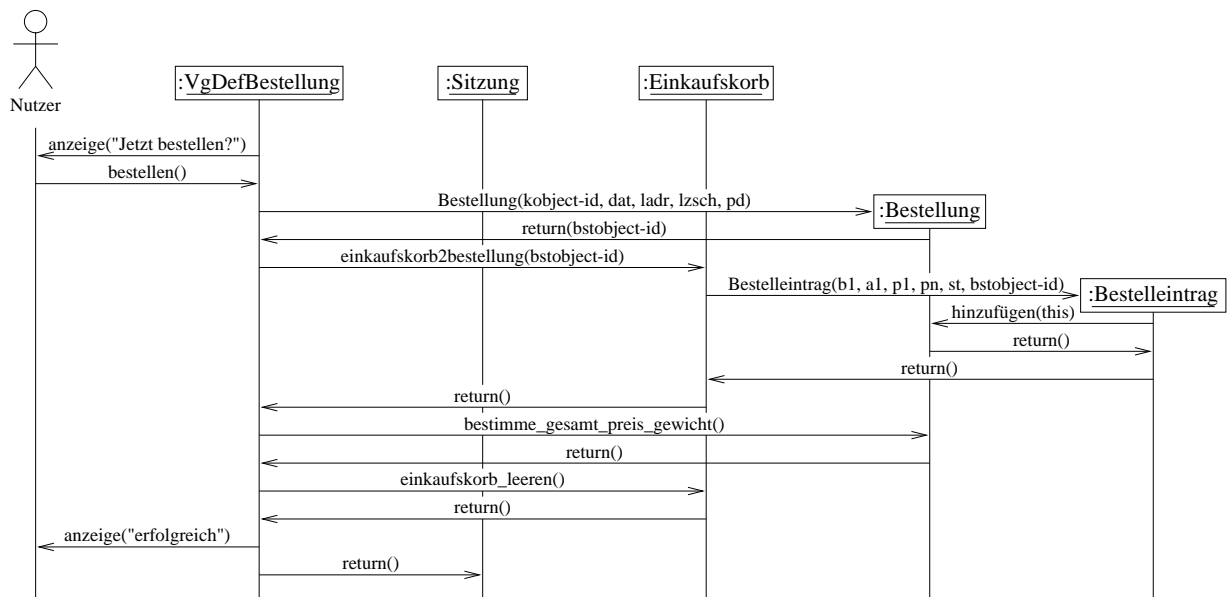 Nutzer
:VgDefBestellung
:Sitzung
:Einkaufskorb
anzeige("Jetzt bestellen?")
bestellen()
Bestellung(kobject-id, dat, ladr, lzsch, pd)
:Bestellung
return(bstobject-id)
einkaufskorb2bestellung(bstobject-id)
Bestelleintrag(b1, a1, p1, pn, st, bstobject-id)
:Bestelleintrag
hinzufügen(this)
return()
return()
return()
bestimme_gesamt_preis_gewicht()
return()
einkaufskorb_leeren()
return()
anzeige("erfolgreich")
return()